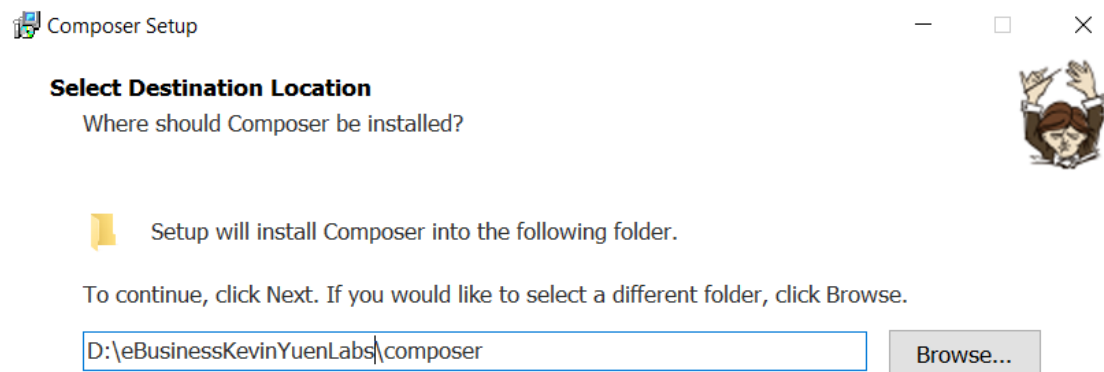 Composer Setup
Select Destination Location
Where should Composer be installed?
Setup will install Composer into the following folder.
To continue, click Next. If you would like to select a different folder, click Browse.
D:\eBusinessKevinYuenLabs\composer
Browse...